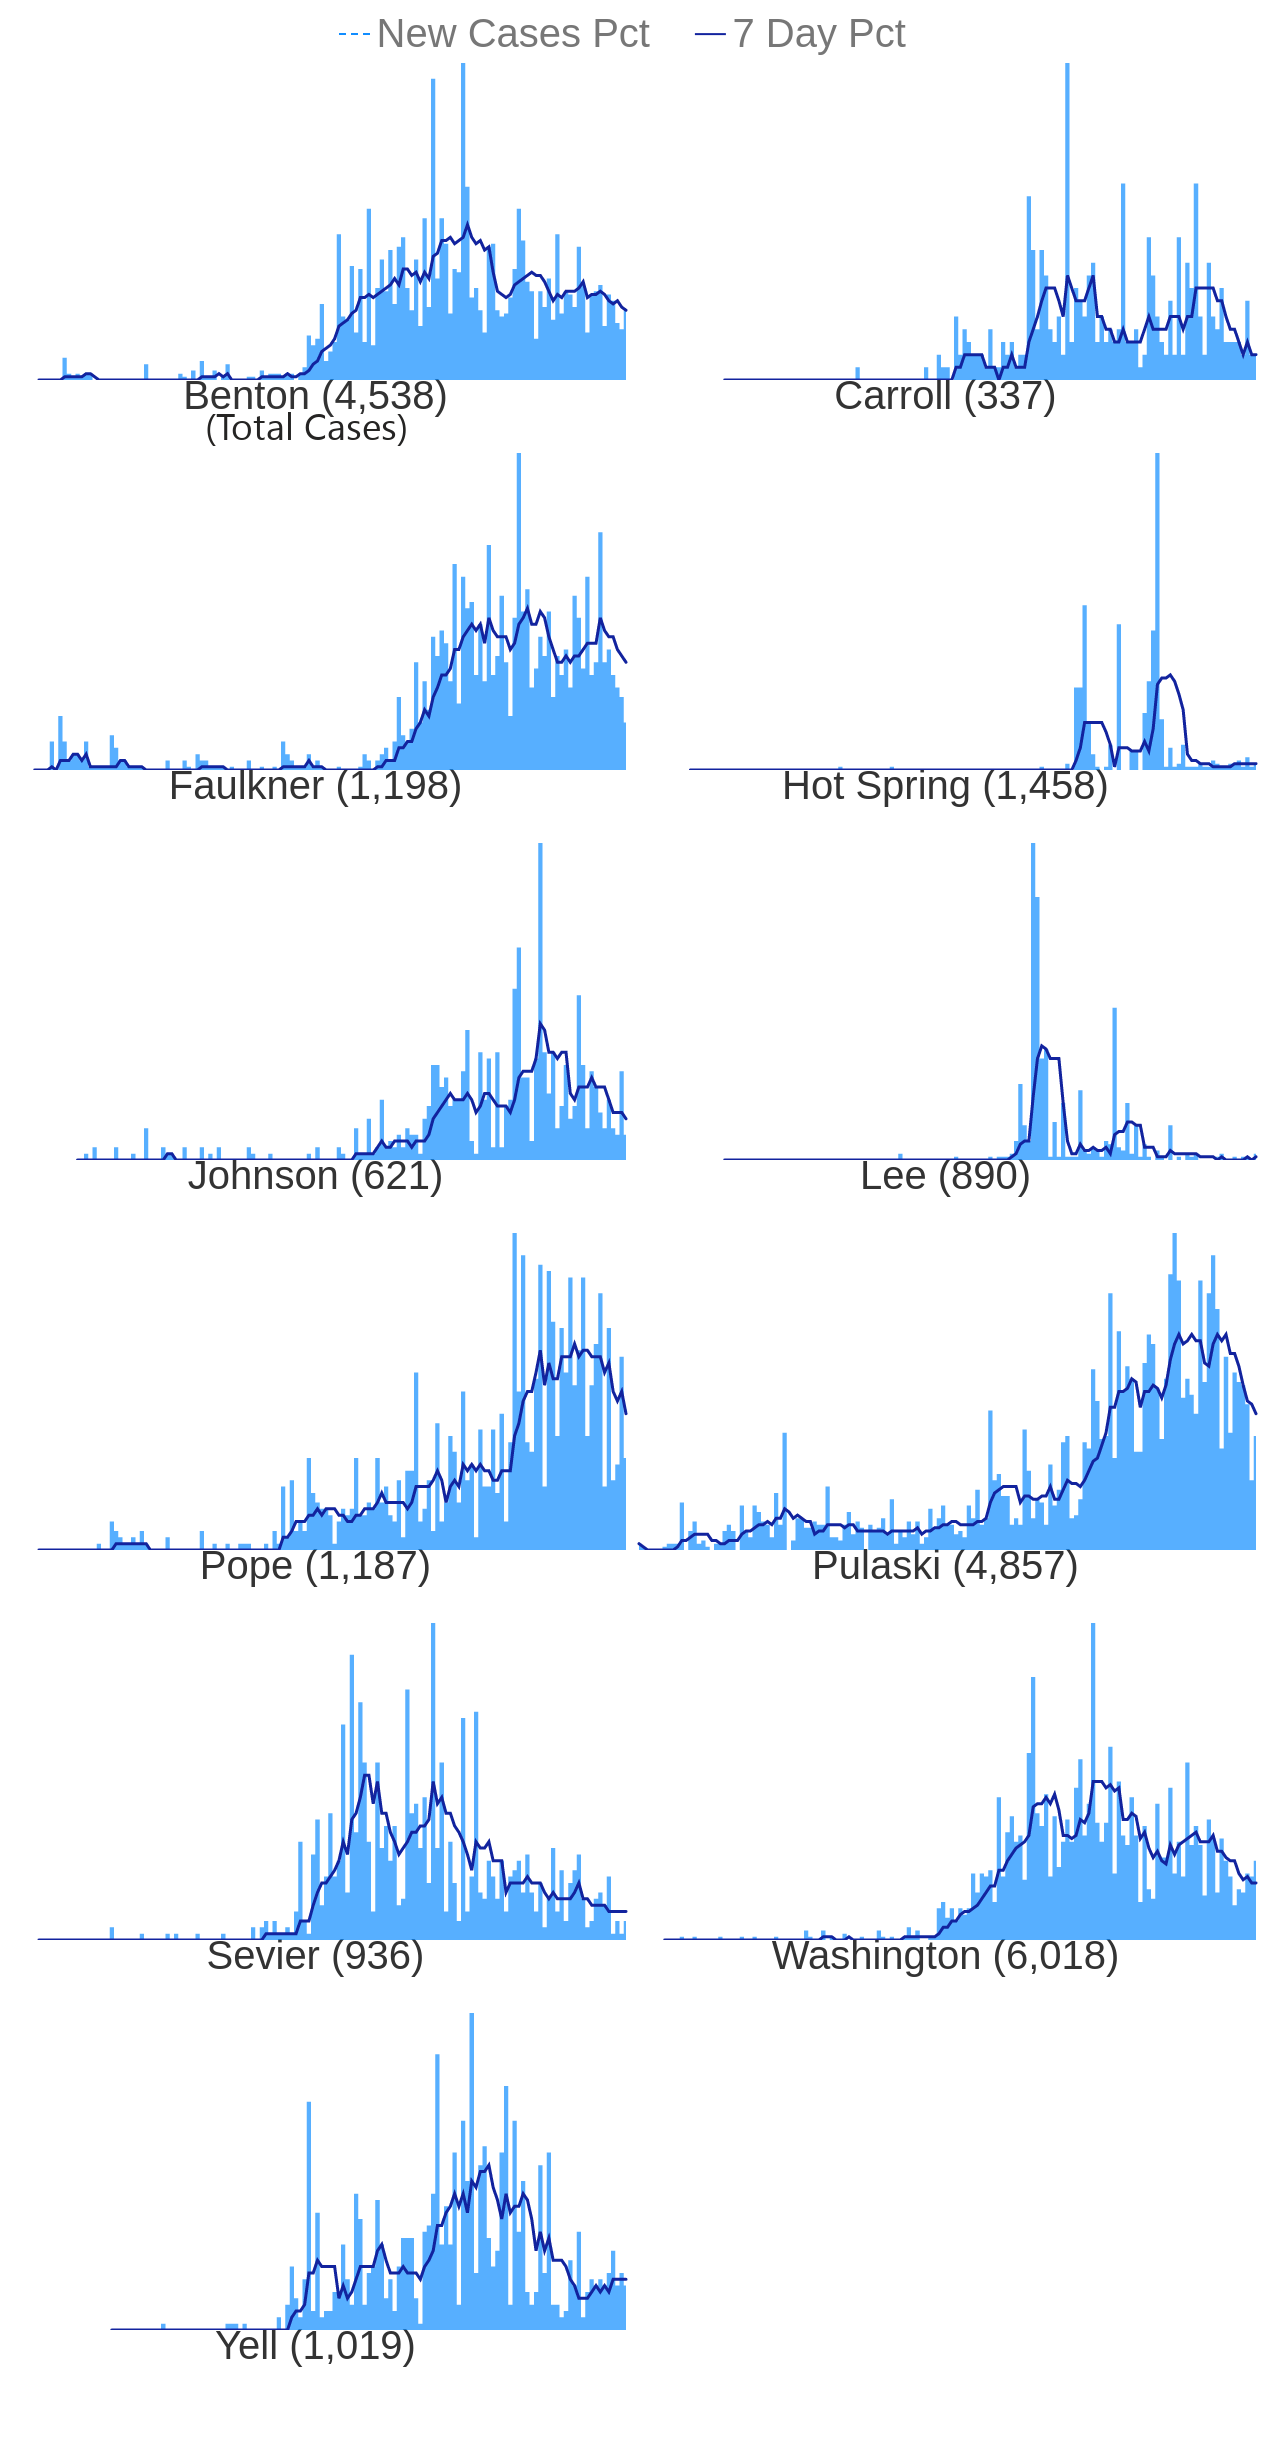 New Cases Pct 7 Day Pct
Benton (4,538) Carroll (337)
(Total Cases)
Faulkner (1,198) Hot Spring (1,458)
Johnson (621) Lee (890)
Pope (1,187) Pulaski (4,857)
Sevier (936) Washington (6,018)
Yell (1,019)